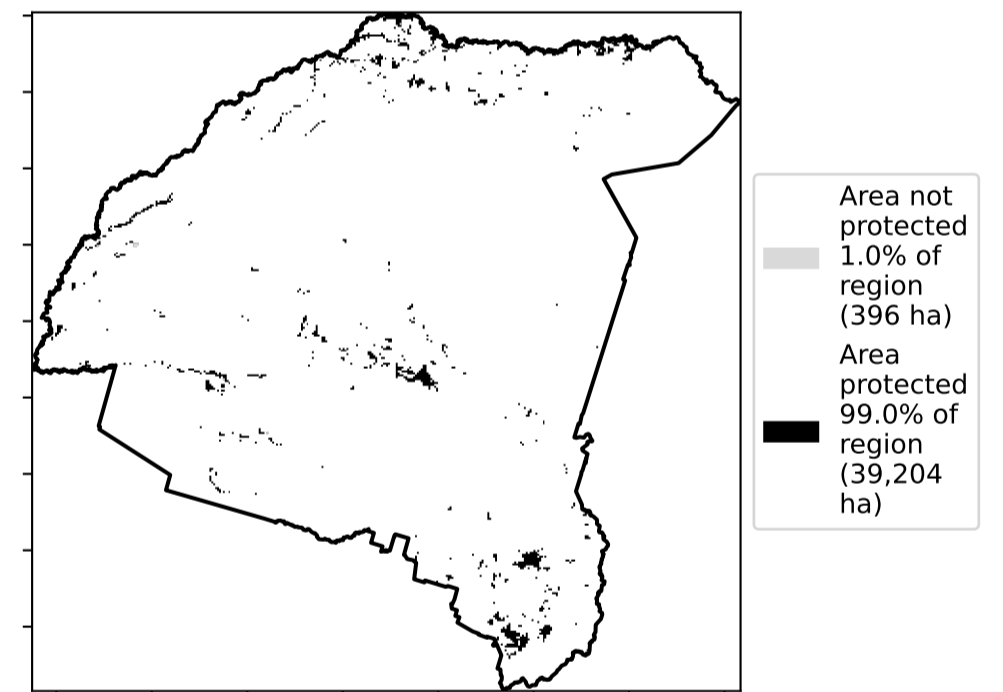 Area not
protected
1.0% of
region
(396 ha)
Area
protected
99.0% of
region
(39,204
ha)